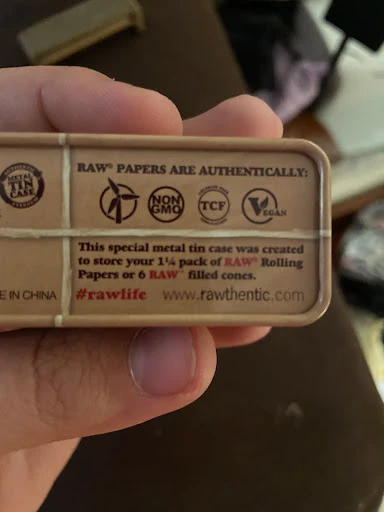 METAL
TIN
CASE
RAW® PAPERS ARE AUTHENTICALLY:
NON
GMO
TCF
VEGAN
This special metal tin case was created
to store your 1¼ pack of RAW® Rolling
Papers or 6 RAW™ filled cones.
E IN CHINA
#rawlife www.rawthentic.com